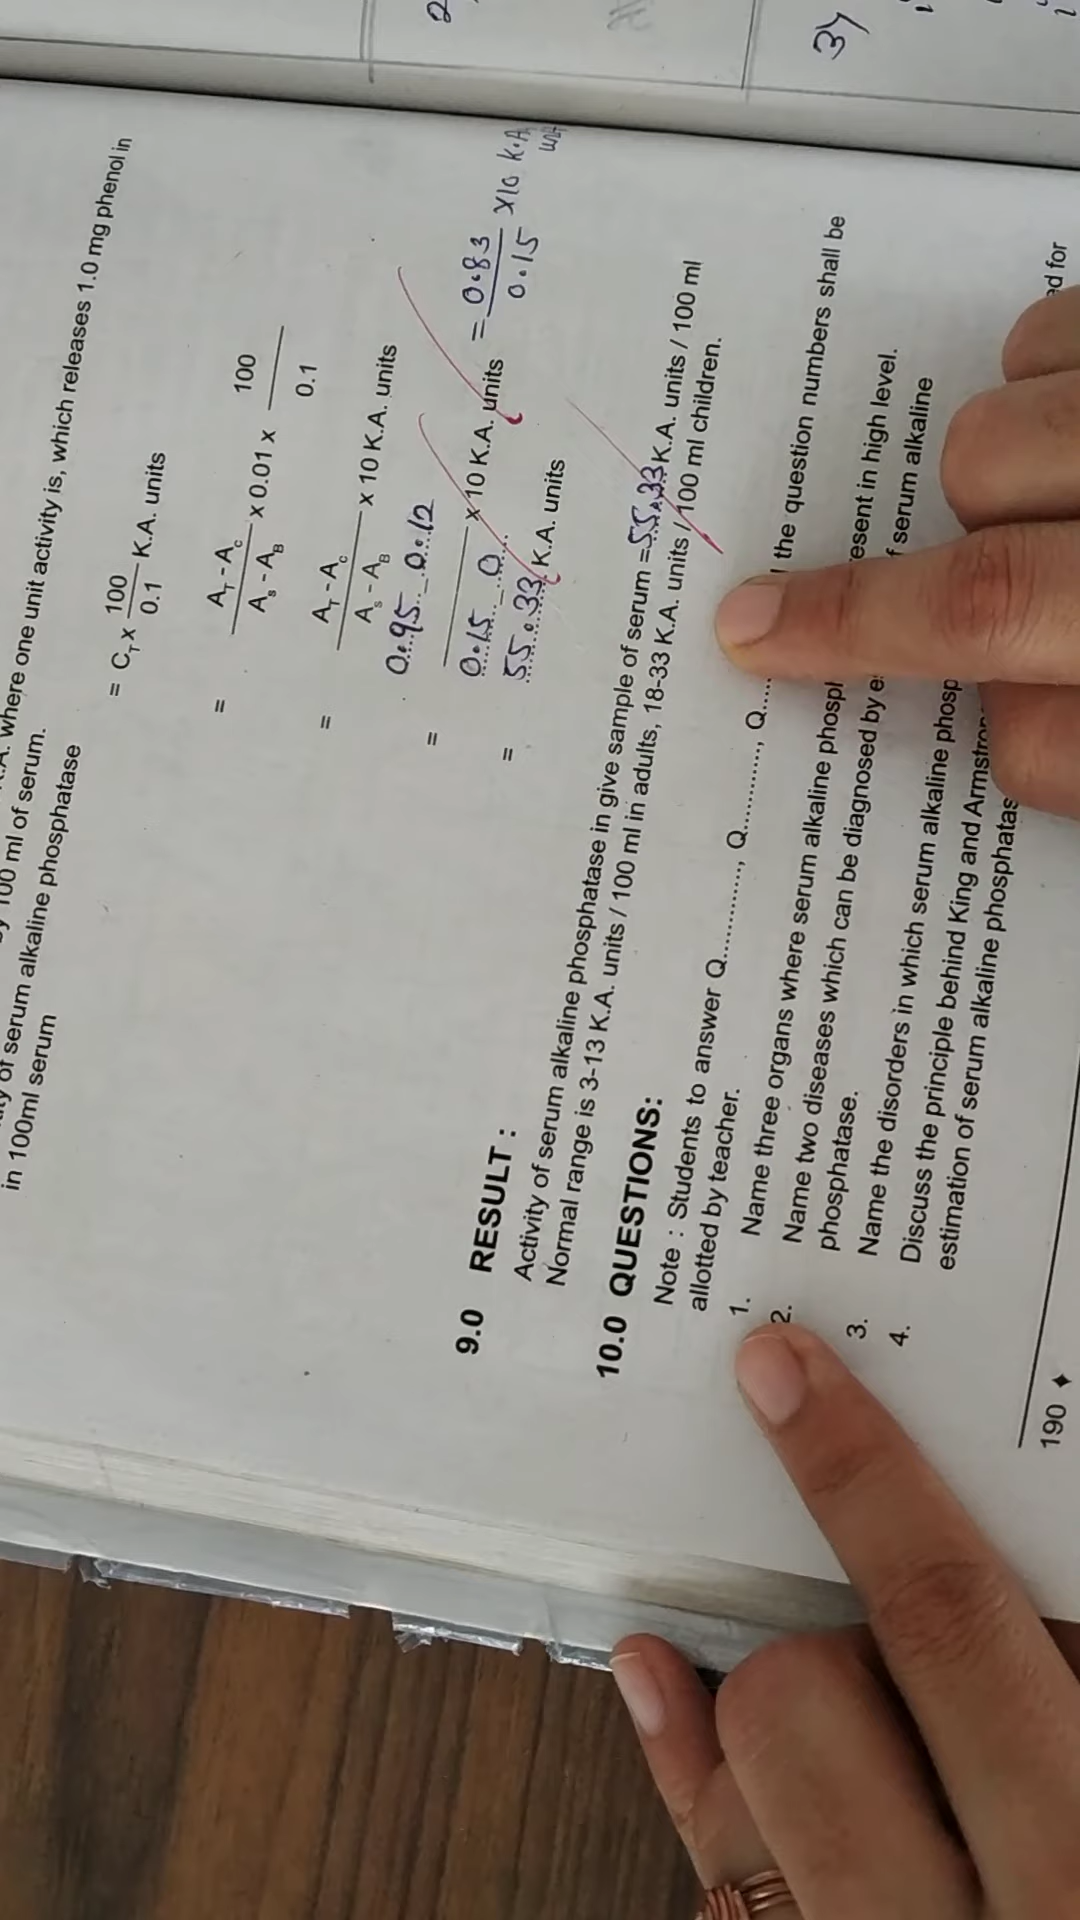 where one unit activity is, which releases 1.0 mg phenol in
100 ml of serum.
of serum alkaline phosphatase
in 100ml serum
= C_T x 100/0.1 K.A. units
= A_T - A_c / A_s - A_B x 0.01 x 100 / 0.1
= A_T - A_c / A_s - A_B x 10 K.A. units
= 0.95 - 0.12 / 0.15 - 0 x 10 K.A. units = 0.83 / 0.15 x10 K.A. unit
= 55.33 K.A. units
9.0 RESULT :
Activity of serum alkaline phosphatase in give sample of serum = 55.33 K.A. units / 100 ml
Normal range is 3-13 K.A. units / 100 ml in adults, 18-33 K.A. units / 100 ml children.
10.0 QUESTIONS:
Note : Students to answer Q............, Q............, Q..... the question numbers shall be
allotted by teacher.
1. Name three organs where serum alkaline phosph esent in high level.
2. Name two diseases which can be diagnosed by e serum alkaline
phosphatase.
3. Name the disorders in which serum alkaline phosp
4. Discuss the principle behind King and Armstron ed for
estimation of serum alkaline phosphatas
190 ✦
34